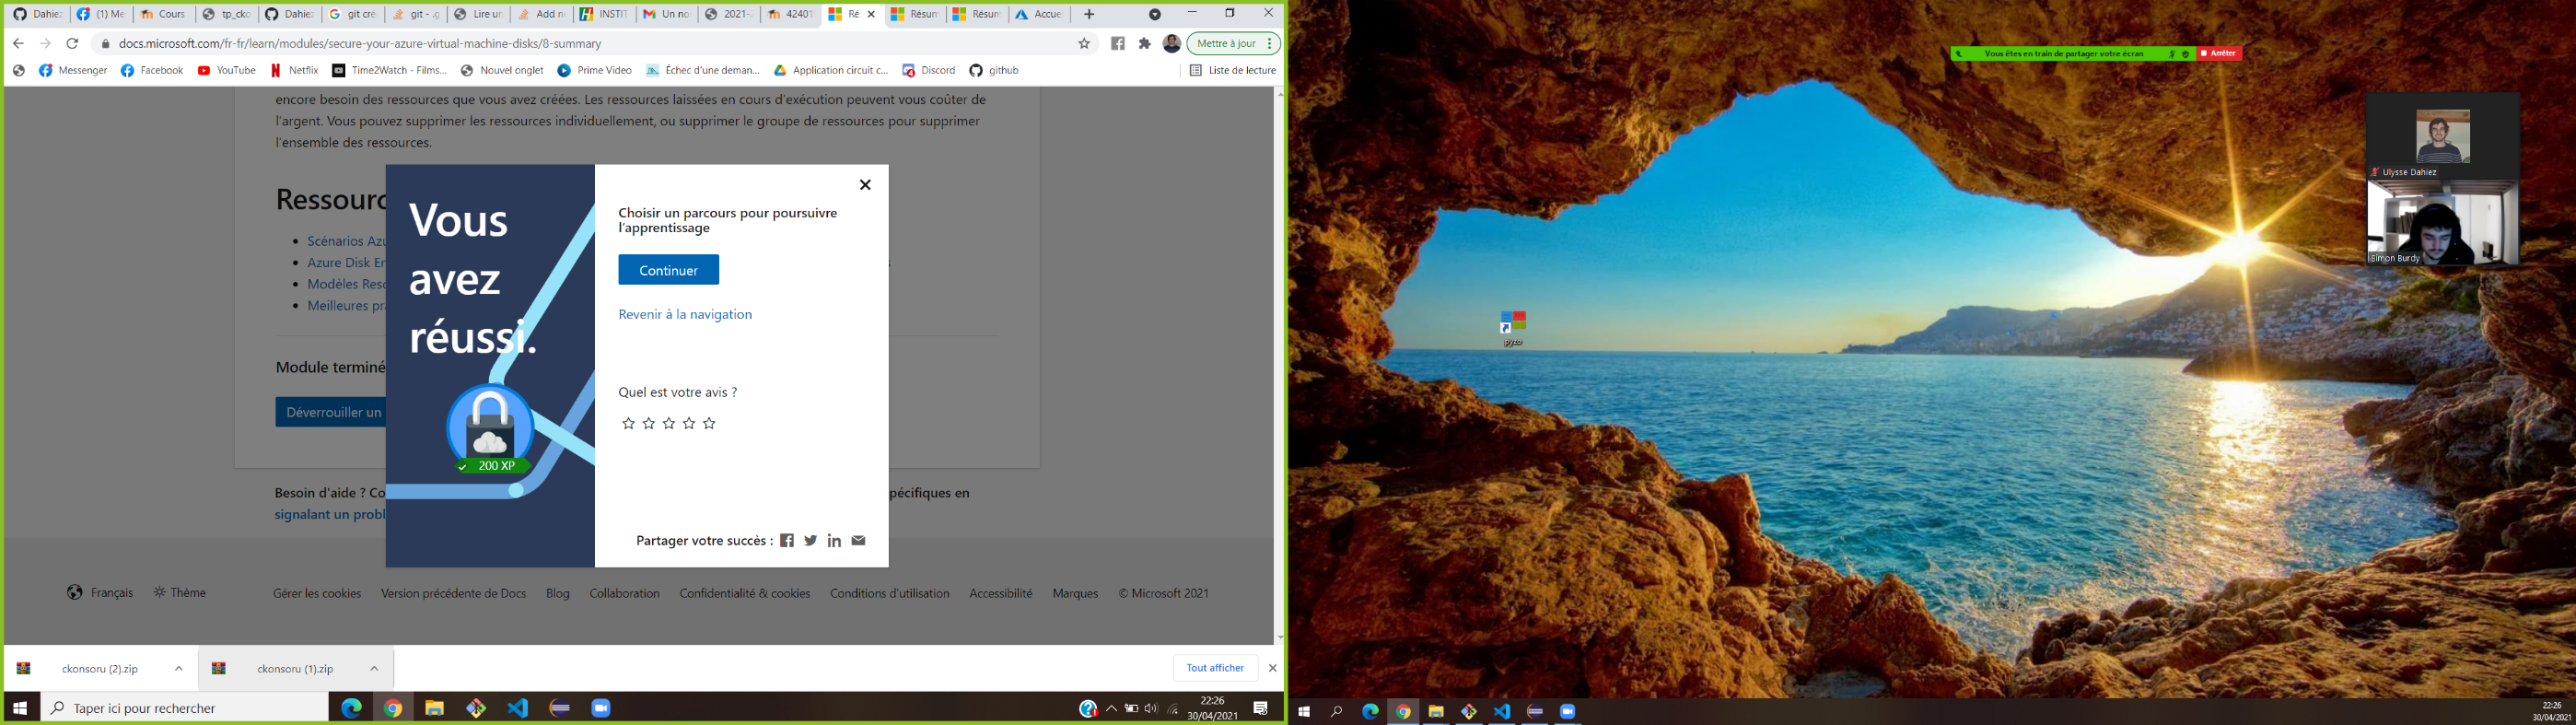 Dahiez
(1) Me
Cours
tp_cko
Dahiez
git cré
git - .g
Lire un
Add ne
INSTIT
Un no
2021-2
42401
Ré
Résum
Résum
Accue
docs.microsoft.com/fr-fr/learn/modules/secure-your-azure-virtual-machine-disks/8-summary
Mettre à jour
Messenger
Facebook
YouTube
Netflix
Time2Watch - Films...
Nouvel onglet
Prime Video
Échec d'une deman...
Application circuit c...
Discord
github
Liste de lecture
encore besoin des ressources que vous avez créées. Les ressources laissées en cours d'exécution peuvent vous coûter de
l'argent. Vous pouvez supprimer les ressources individuellement, ou supprimer le groupe de ressources pour supprimer
l'ensemble des ressources.
Ressourc
Scénarios Azu
Azure Disk En
Modèles Reso
Meilleures pra
Module terminé
Déverrouiller un
Besoin d'aide ? Co
pécifiques en
signalant un probl
Vous
avez
réussi.
200 XP
Choisir un parcours pour poursuivre
l'apprentissage
Continuer
Revenir à la navigation
Quel est votre avis ?
Partager votre succès :
Français
Thème
Gérer les cookies
Version précédente de Docs
Blog
Collaboration
Confidentialité & cookies
Conditions d'utilisation
Accessibilité
Marques
© Microsoft 2021
ckonsoru (2).zip
ckonsoru (1).zip
Tout afficher
Taper ici pour rechercher
22:26
30/04/2021
Vous êtes en train de partager votre écran
Arrêter
Ulysse Dahiez
Simon Burdy
pyzo
22:26
30/04/2021